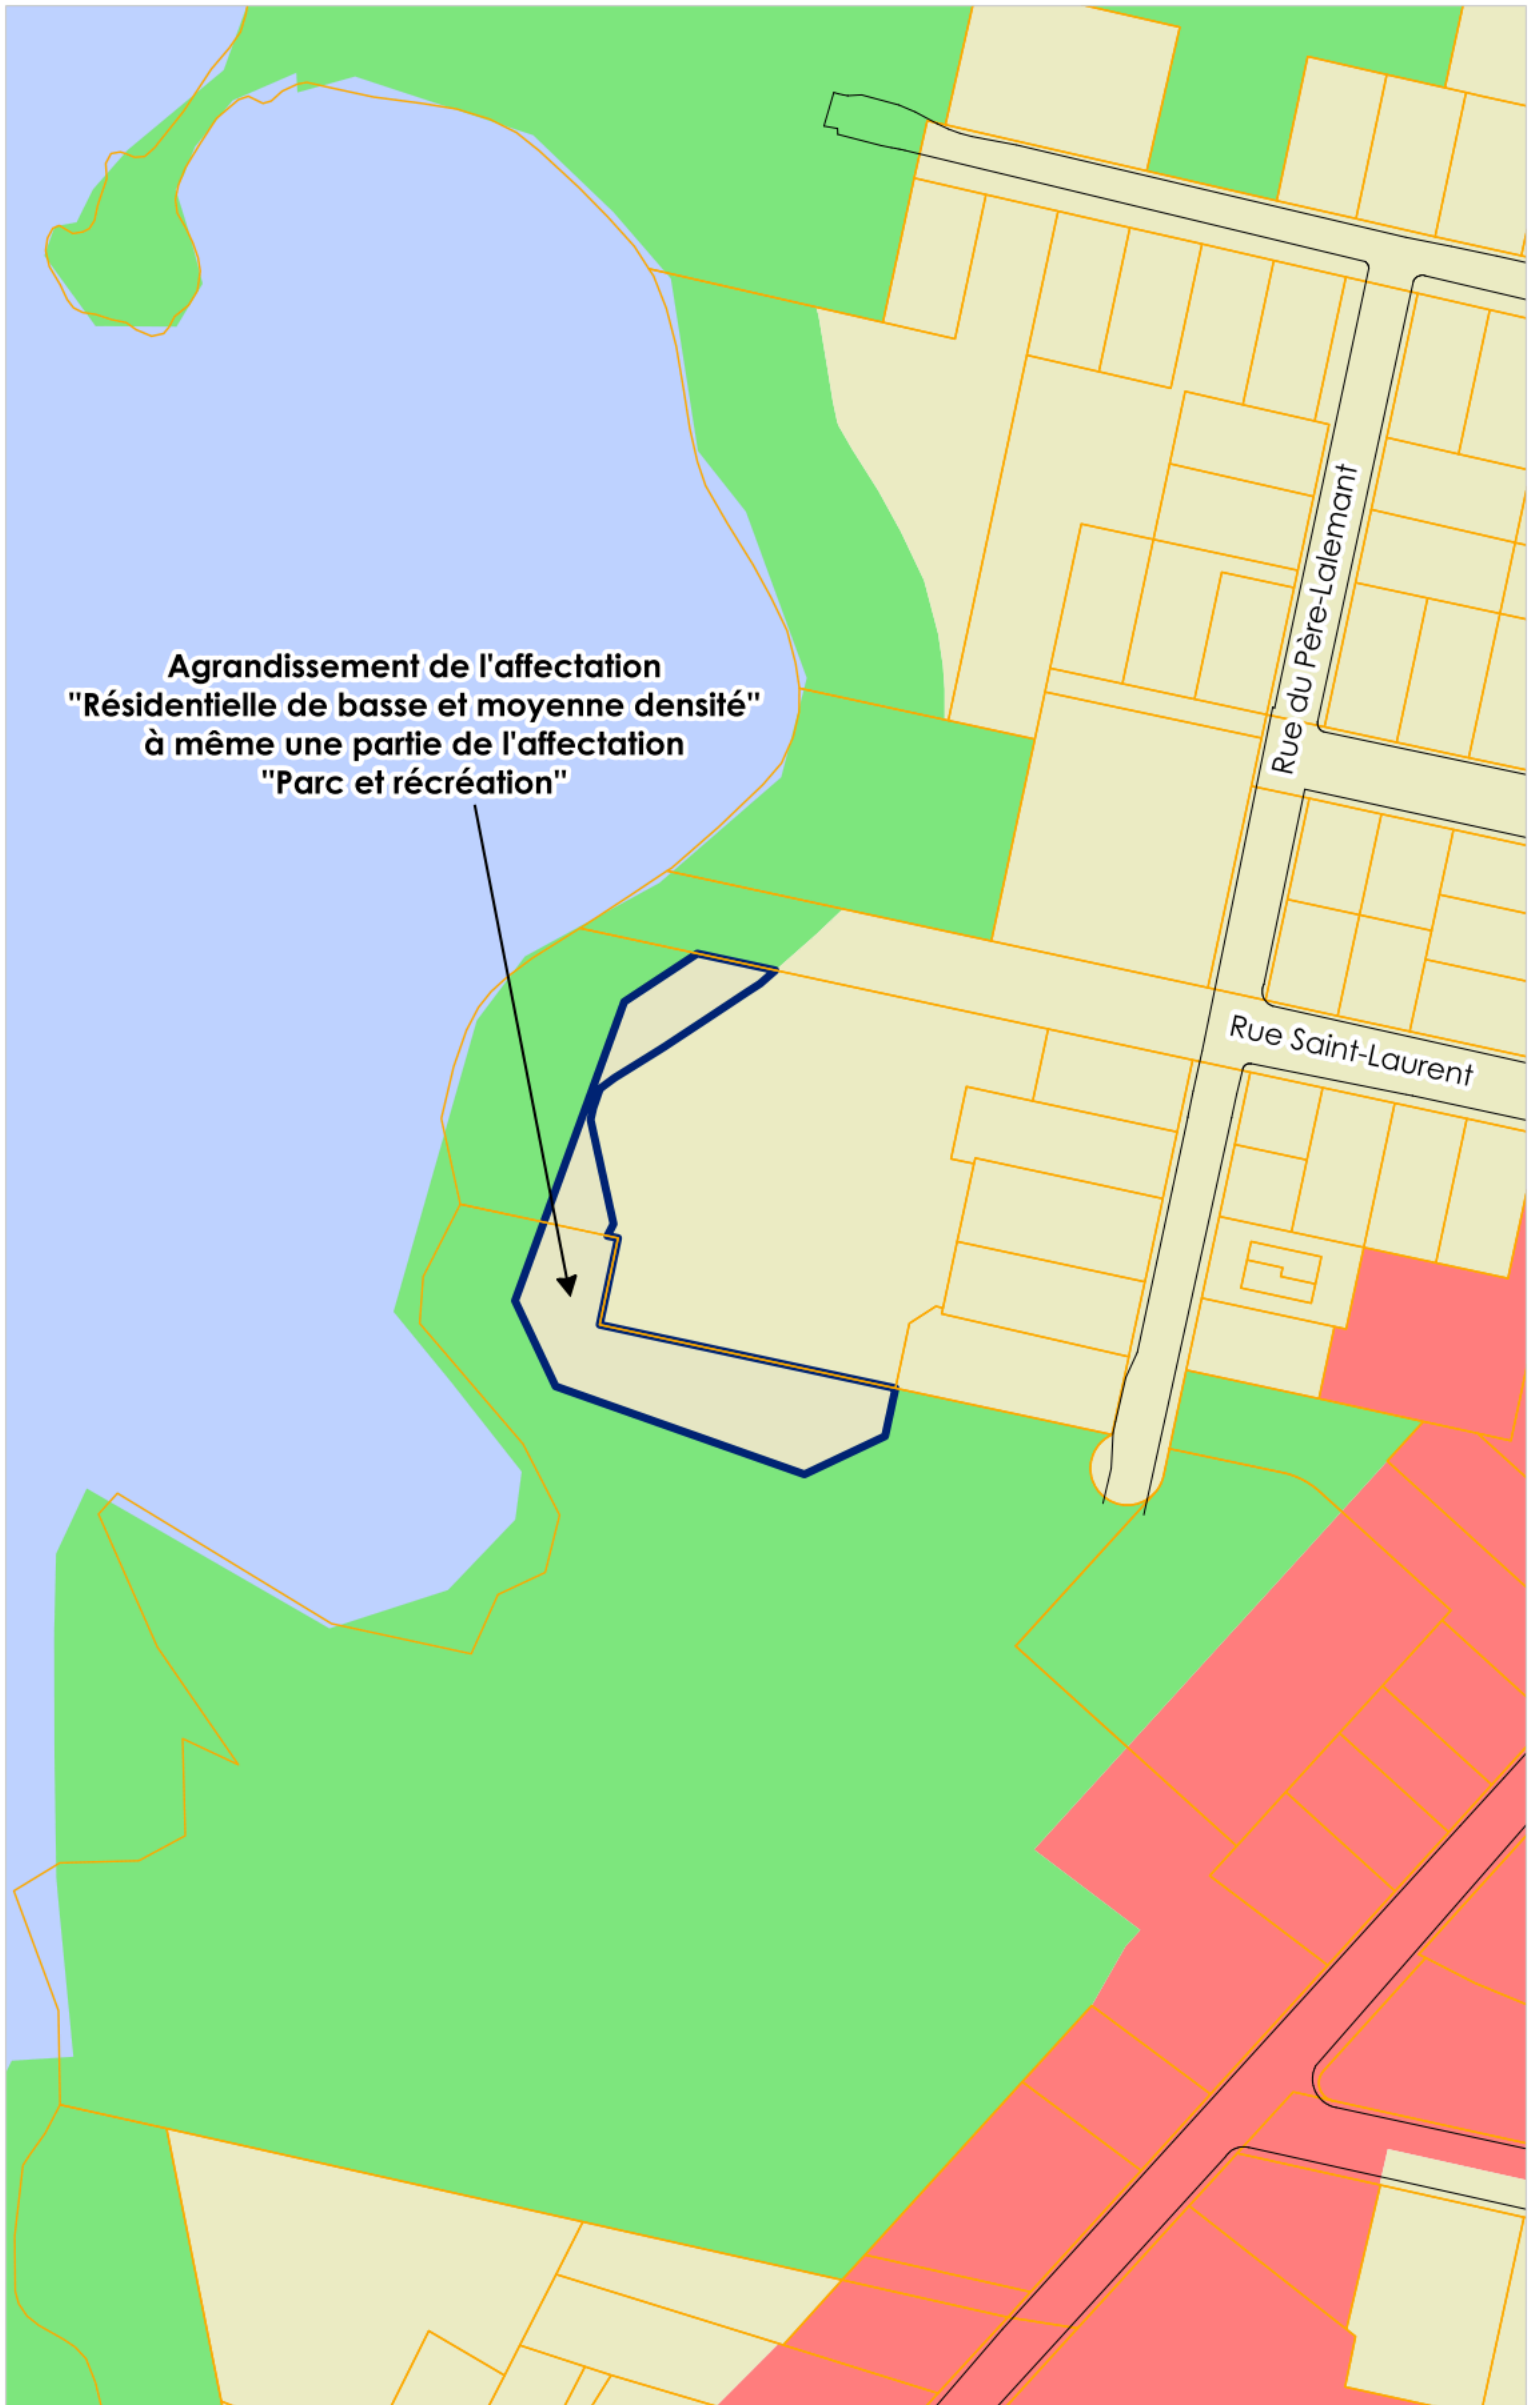 Agrandissement de l'affectation
"Résidentielle de basse et moyenne densité"
à même une partie de l'affectation
"Parc et récréation"
Rue du Père-Lalemant
Rue Saint-Laurent